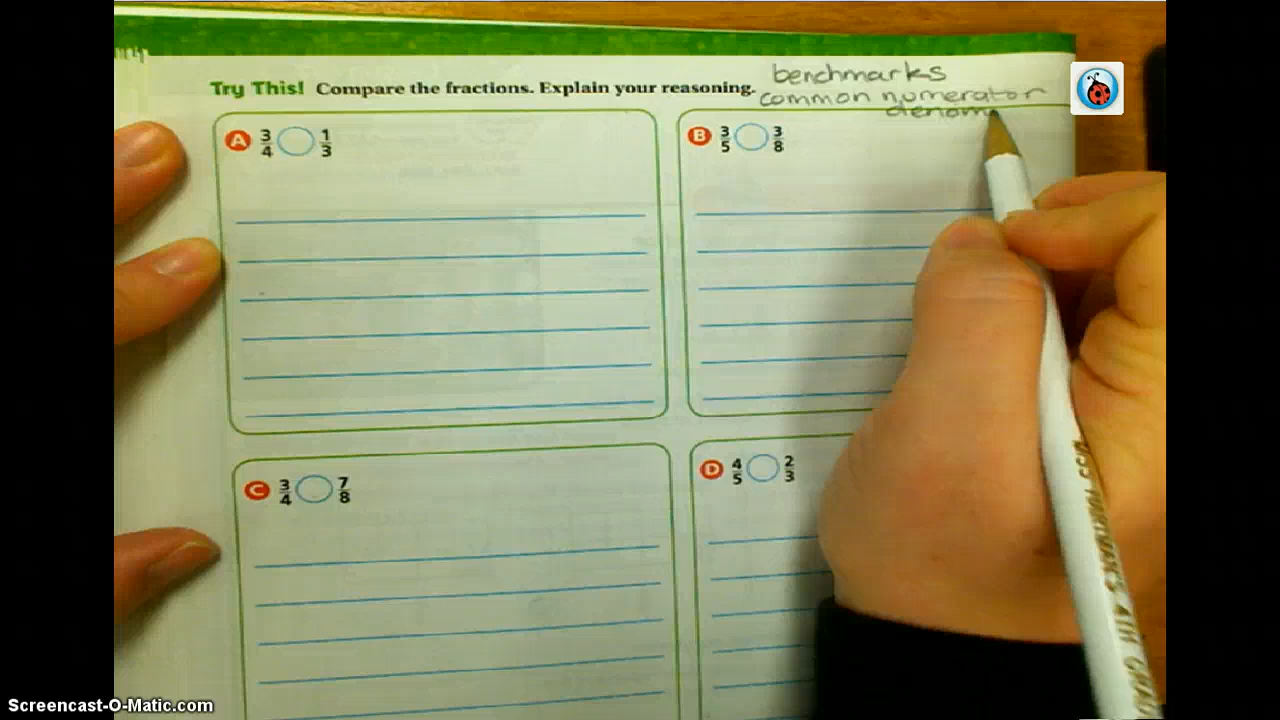 Try This! Compare the fractions. Explain your reasoning.
benchmarks
common numerator
denom
A 3/4 1/3
B 3/5 3/8
C 3/4 7/8
D 4/5 2/3
Screencast-O-Matic.com